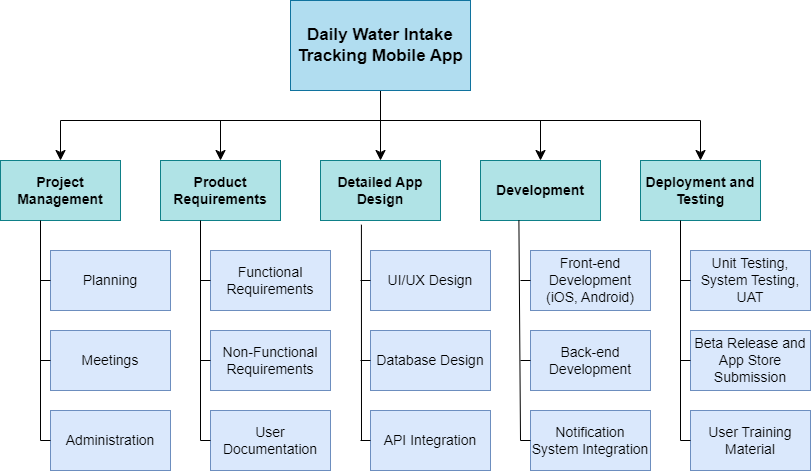 Daily Water Intake
Tracking Mobile App
Project
Management
Product
Requirements
Detailed App
Design
Development
Deployment and
Testing
Planning
Functional
Requirements
UI/UX Design
Front-end
Development
(iOS, Android)
Unit Testing,
System Testing,
UAT
Meetings
Non-Functional
Requirements
Database Design
Back-end
Development
Beta Release and
App Store
Submission
Administration
User
Documentation
API Integration
Notification
System Integration
User Training
Material